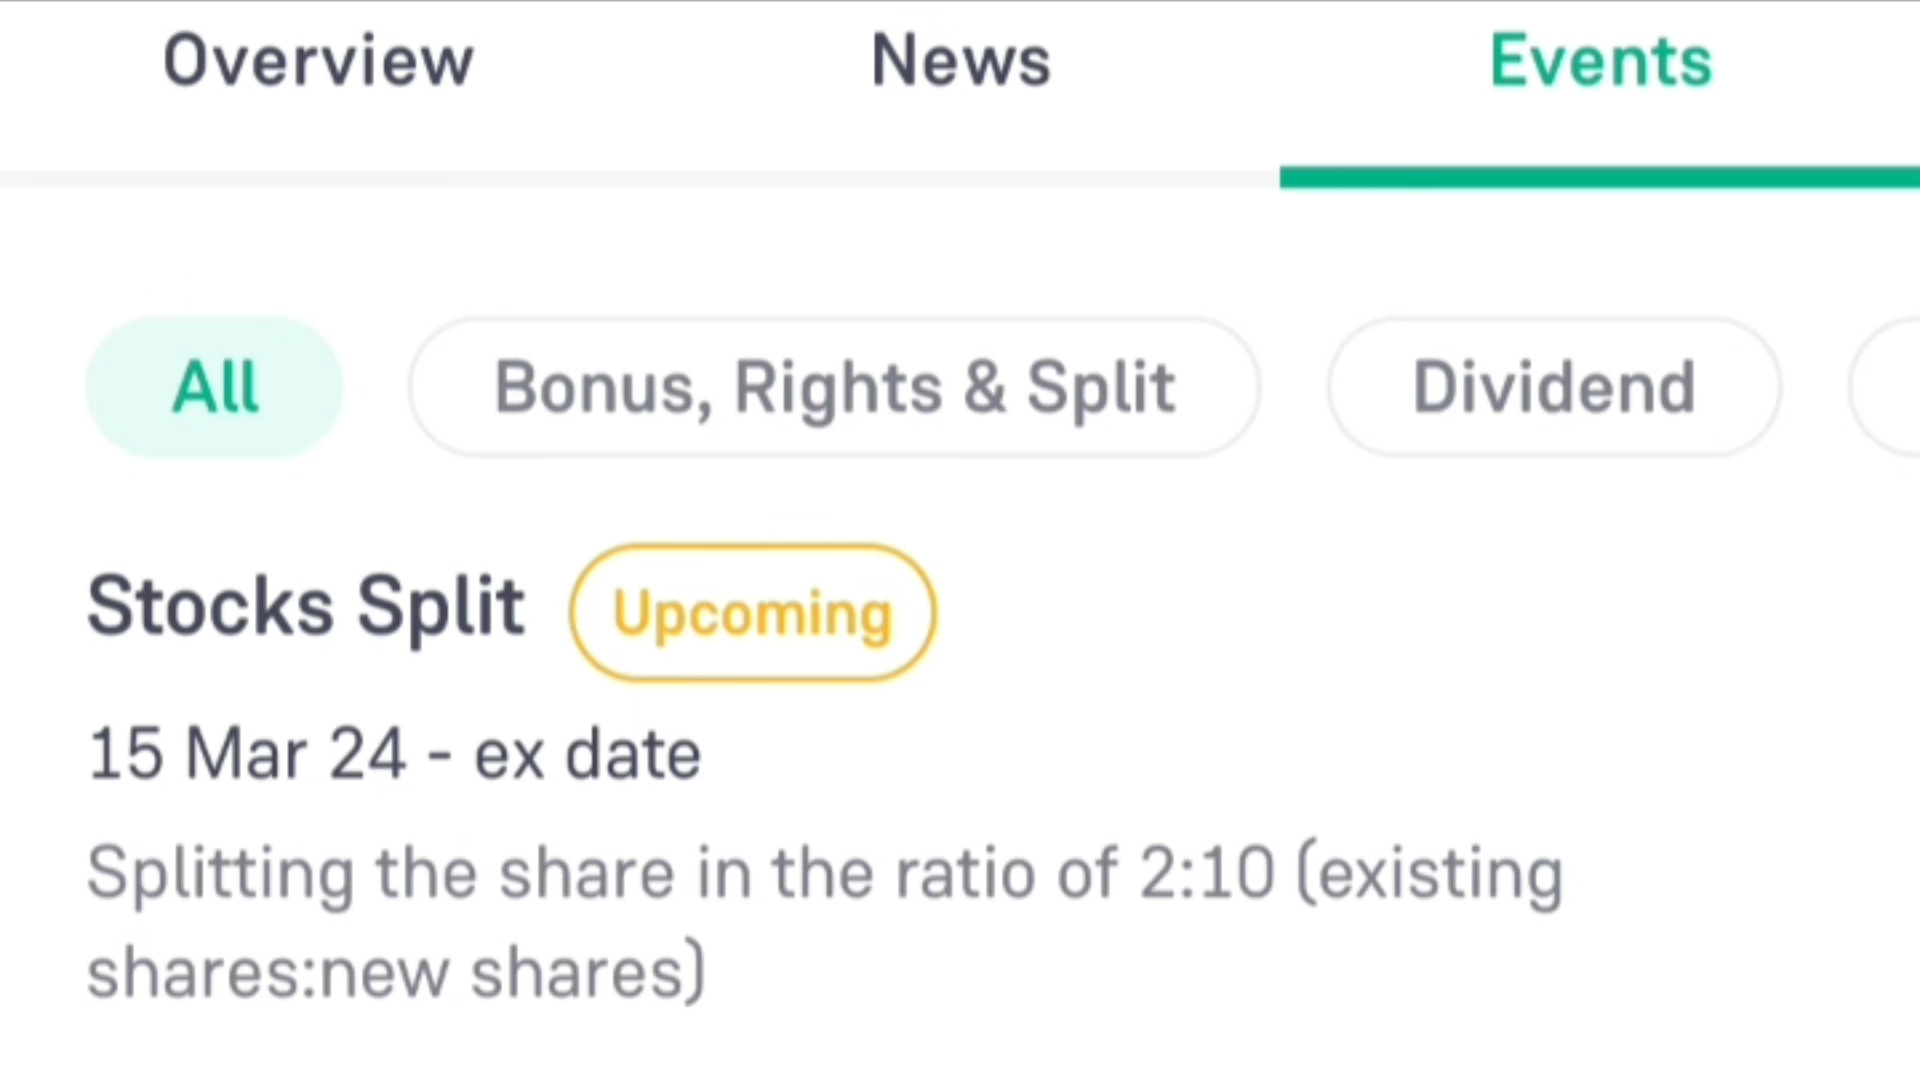 Overview News Events
All Bonus, Rights & Split Dividend
Stocks Split Upcoming
15 Mar 24 - ex date
Splitting the share in the ratio of 2:10 (existing
shares:new shares)